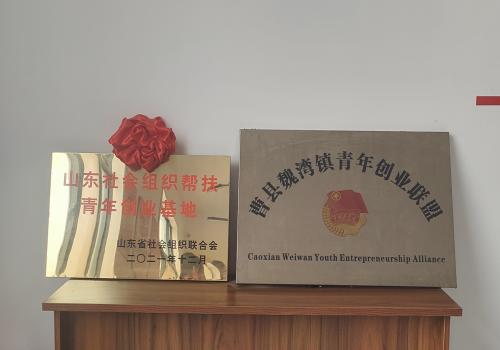 山东社会组织帮扶
青年创业基地
山东省社会组织联合会
二〇二一年十二月
曹县魏湾镇青年创业联盟
Caoxian Weiwan Youth Entrepreneurship Alliance